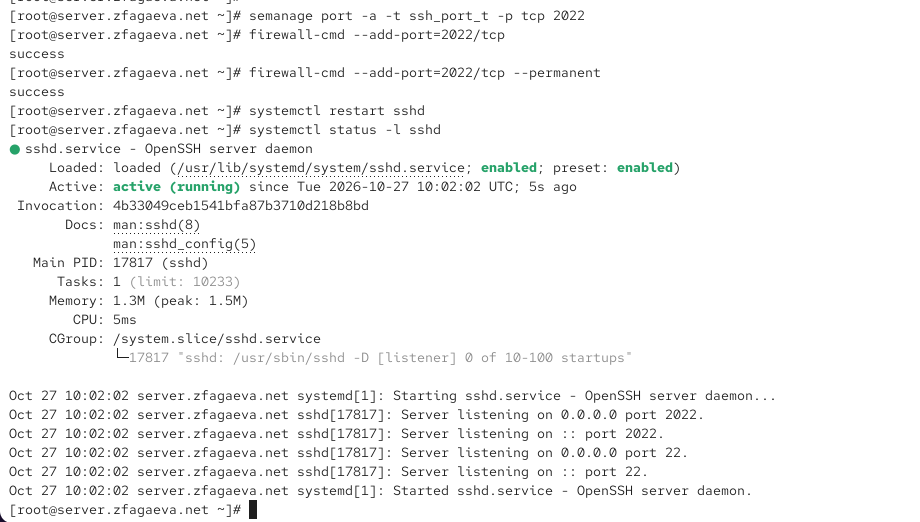 [root@server.zfagaeva.net ~]# semanage port -a -t ssh_port_t -p tcp 2022
[root@server.zfagaeva.net ~]# firewall-cmd --add-port=2022/tcp
success
[root@server.zfagaeva.net ~]# firewall-cmd --add-port=2022/tcp --permanent
success
[root@server.zfagaeva.net ~]# systemctl restart sshd
[root@server.zfagaeva.net ~]# systemctl status -l sshd
● sshd.service - OpenSSH server daemon
     Loaded: loaded (/usr/lib/systemd/system/sshd.service; enabled; preset: enabled)
     Active: active (running) since Tue 2026-10-27 10:02:02 UTC; 5s ago
 Invocation: 4b33049ceb1541bfa87b3710d218b8bd
       Docs: man:sshd(8)
             man:sshd_config(5)
   Main PID: 17817 (sshd)
      Tasks: 1 (limit: 10233)
     Memory: 1.3M (peak: 1.5M)
        CPU: 5ms
     CGroup: /system.slice/sshd.service
             └─17817 "sshd: /usr/sbin/sshd -D [listener] 0 of 10-100 startups"
Oct 27 10:02:02 server.zfagaeva.net systemd[1]: Starting sshd.service - OpenSSH server daemon...
Oct 27 10:02:02 server.zfagaeva.net sshd[17817]: Server listening on 0.0.0.0 port 2022.
Oct 27 10:02:02 server.zfagaeva.net sshd[17817]: Server listening on :: port 2022.
Oct 27 10:02:02 server.zfagaeva.net sshd[17817]: Server listening on 0.0.0.0 port 22.
Oct 27 10:02:02 server.zfagaeva.net sshd[17817]: Server listening on :: port 22.
Oct 27 10:02:02 server.zfagaeva.net systemd[1]: Started sshd.service - OpenSSH server daemon.
[root@server.zfagaeva.net ~]#